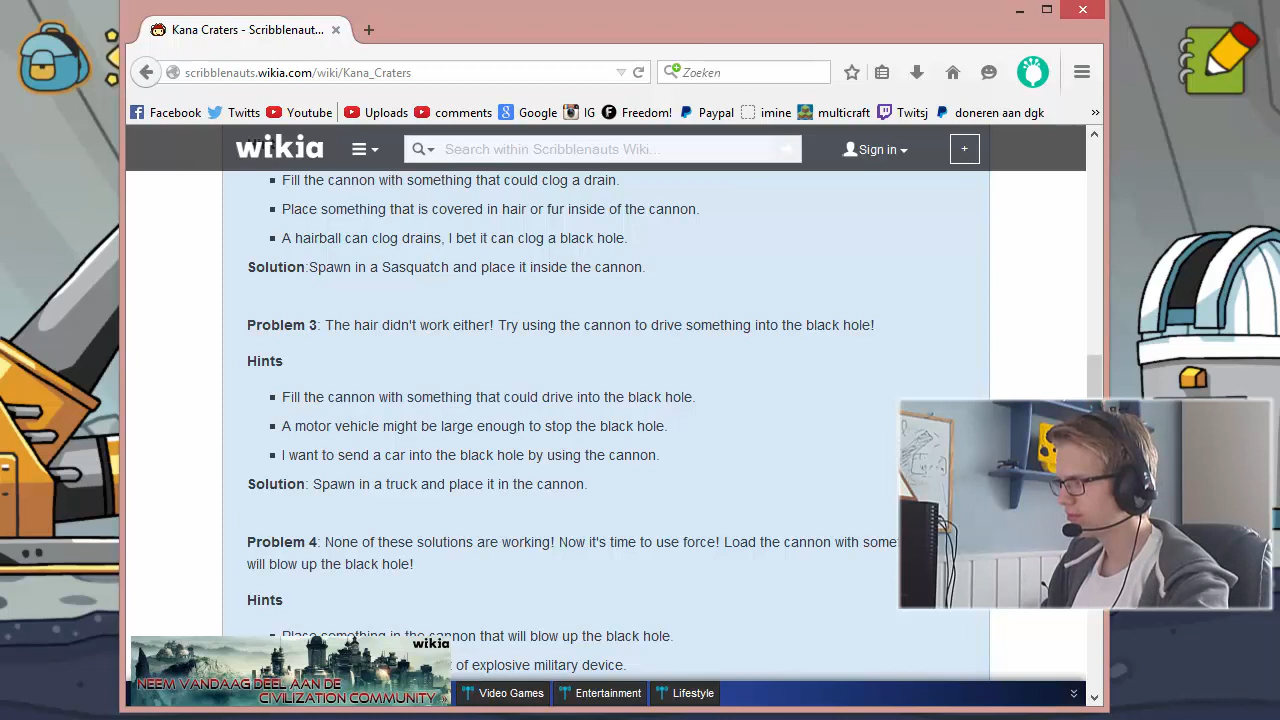 Kana Craters - Scribblenaut...
scribblenauts.wikia.com/wiki/Kana_Craters
Zoeken
Facebook Twitts Youtube Uploads comments Google IG Freedom! Paypal imine multicraft Twitsj doneren aan dgk »
wikia Search within Scribblenauts Wiki... Sign in +
Fill the cannon with something that could clog a drain.
Place something that is covered in hair or fur inside of the cannon.
A hairball can clog drains, I bet it can clog a black hole.
Solution:Spawn in a Sasquatch and place it inside the cannon.
Problem 3: The hair didn't work either! Try using the cannon to drive something into the black hole!
Hints
Fill the cannon with something that could drive into the black hole.
A motor vehicle might be large enough to stop the black hole.
I want to send a car into the black hole by using the cannon.
Solution: Spawn in a truck and place it in the cannon.
Problem 4: None of these solutions are working! Now it's time to use force! Load the cannon with
will blow up the black hole!
Hints
Place something in the cannon that will blow up the black hole.
of explosive military device.
wikia
NEEM VANDAAG DEEL AAN DE
CIVILIZATION COMMUNITY »
Video Games Entertainment Lifestyle